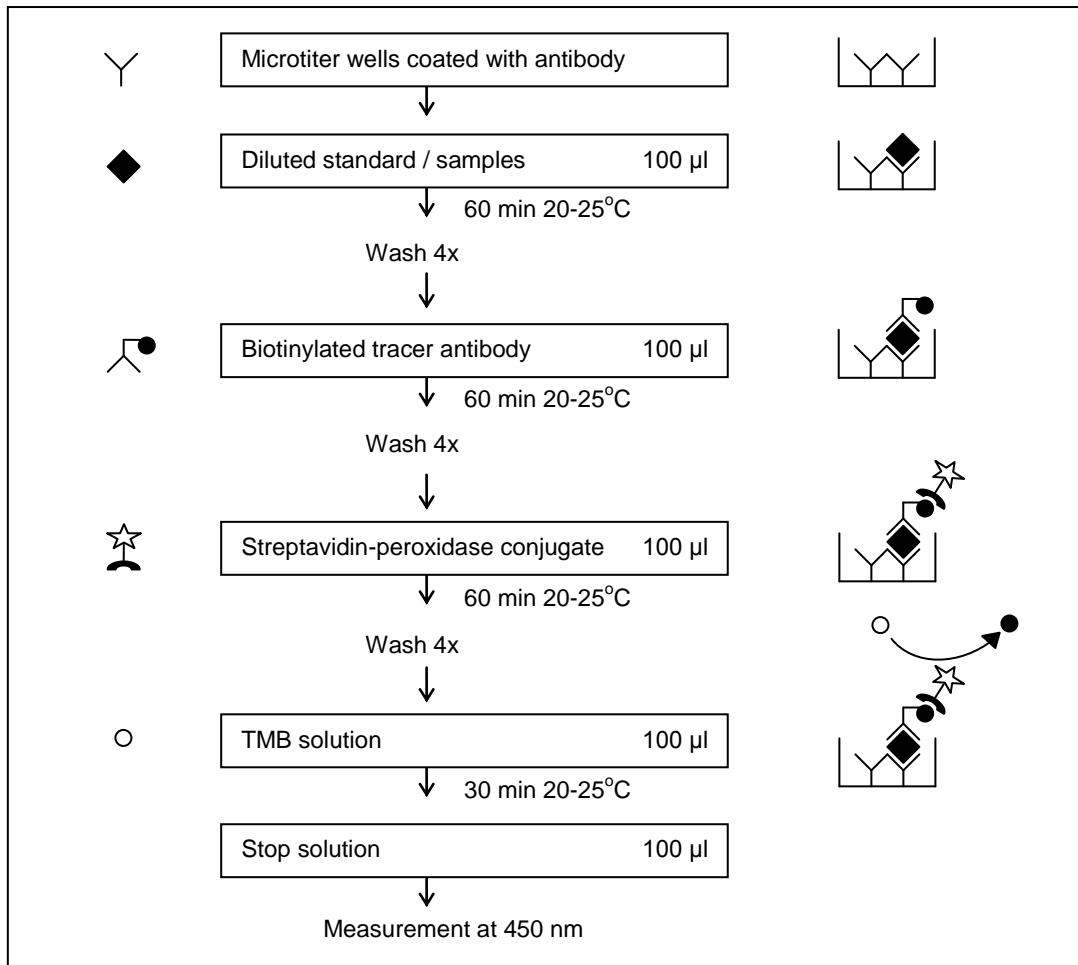 Microtiter wells coated with antibody
Diluted standard / samples 100 µl
60 min 20-25°C
Wash 4x
Biotinylated tracer antibody 100 µl
60 min 20-25°C
Wash 4x
Streptavidin-peroxidase conjugate 100 µl
60 min 20-25°C
Wash 4x
TMB solution 100 µl
30 min 20-25°C
Stop solution 100 µl
Measurement at 450 nm